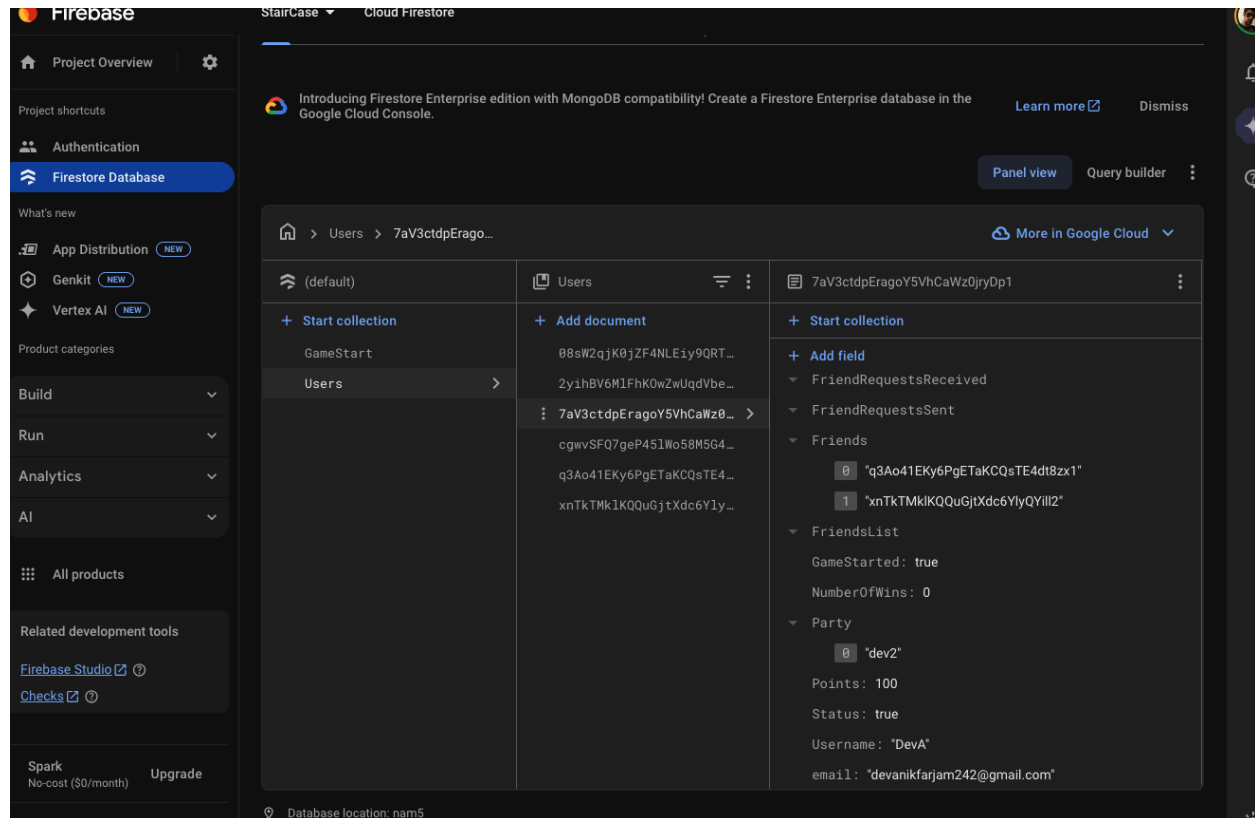 Firebase
StairCase
Cloud Firestore
Project Overview
Project shortcuts
Authentication
Firestore Database
What's new
App Distribution NEW
Genkit NEW
Vertex AI NEW
Product categories
Build
Run
Analytics
AI
All products
Related development tools
Firebase Studio
Checks
Spark
No-cost ($0/month)
Upgrade
Introducing Firestore Enterprise edition with MongoDB compatibility! Create a Firestore Enterprise database in the
Google Cloud Console.
Learn more
Dismiss
Panel view
Query builder
> Users > 7aV3ctdpErago...
More in Google Cloud
(default)
+ Start collection
GameStart
Users
Users
+ Add document
08sW2qjK0jZF4NLEiy9QRT...
2yihBV6MlFhKOwZwUqdVbe...
7aV3ctdpEragoY5VhCaWz0...
cgwvSFQ7geP45lWo58M5G4...
q3Ao41EKy6PgETaKCQsTE4...
xnTkTMklKQQuGjtXdc6Yly...
7aV3ctdpEragoY5VhCaWz0jryDp1
+ Start collection
+ Add field
FriendRequestsReceived
FriendRequestsSent
Friends
0 "q3Ao41EKy6PgETaKCQsTE4dt8zx1"
1 "xnTkTMklKQQuGjtXdc6YlyQYill2"
FriendsList
GameStarted: true
NumberOfWins: 0
Party
0 "dev2"
Points: 100
Status: true
Username: "DevA"
email: "devanikfarjam242@gmail.com"
Database location: nam5